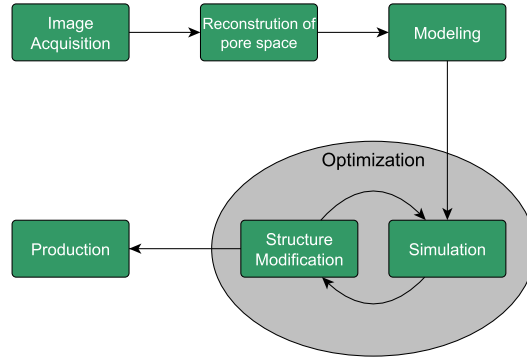 Image
Acquisition
Reconstrution of
pore space
Modeling
Optimization
Production
Structure
Modification
Simulation